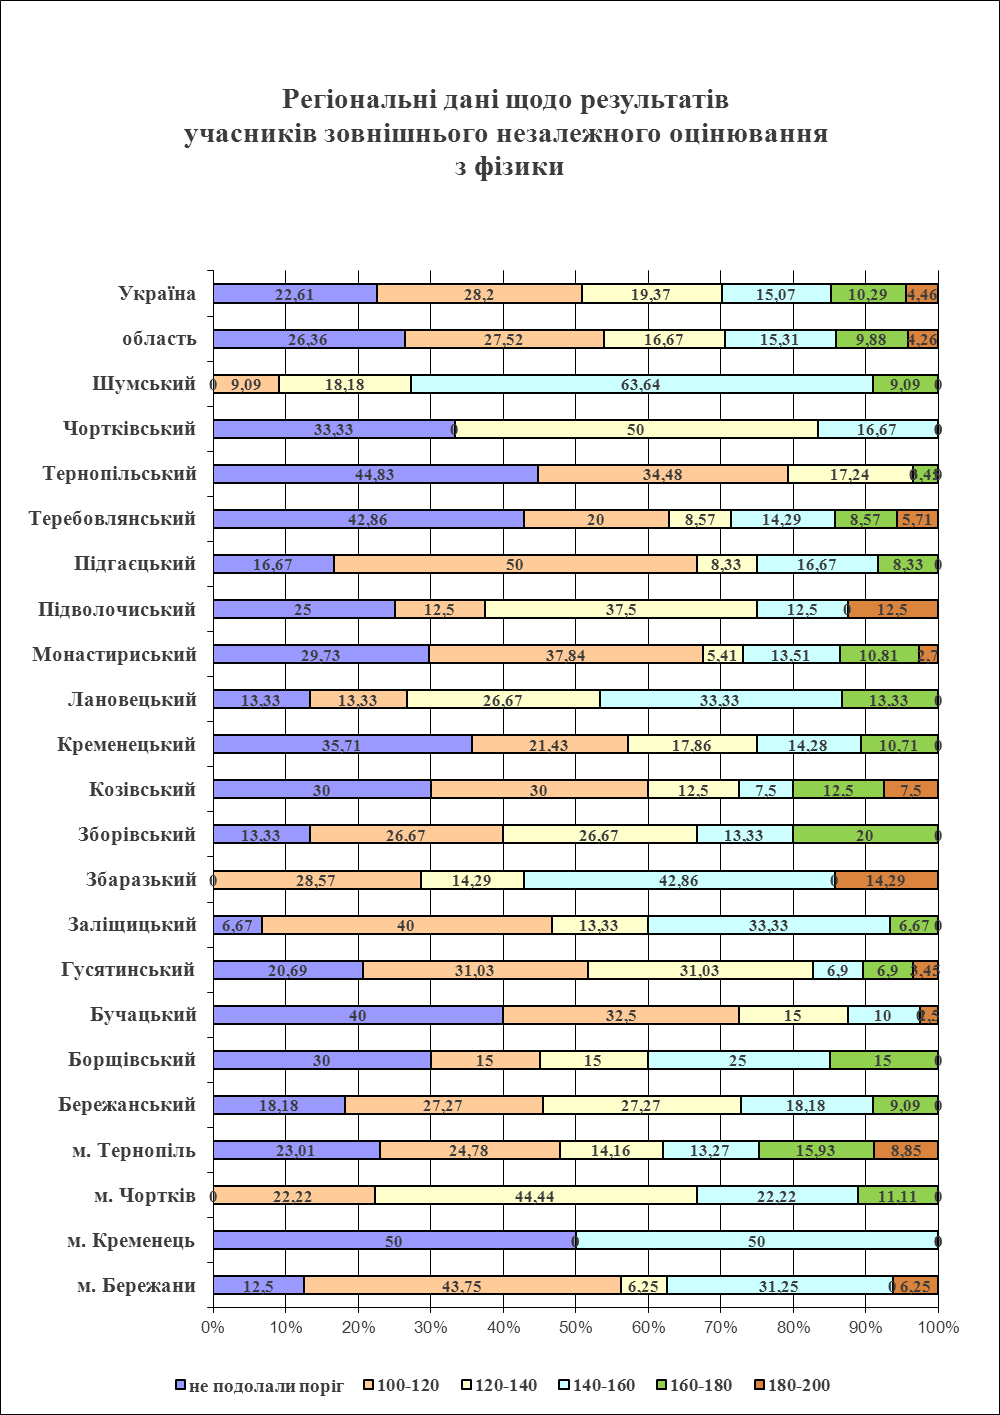 Регіональні дані щодо результатів
учасників зовнішнього незалежного оцінювання
з фізики
Україна 22,61 28,2 19,37 15,07 10,29 4,46
область 26,36 27,52 16,67 15,31 9,88 4,26
Шумський 0 9,09 18,18 63,64 9,09 0
Чортківський 33,33 0 50 16,67 0
Тернопільський 44,83 34,48 17,24 0 3,45 0
Теребовлянський 42,86 20 8,57 14,29 8,57 5,71
Підгаєцький 16,67 50 8,33 16,67 8,33 0
Підволочиський 25 12,5 37,5 12,5 0 12,5
Монастириський 29,73 37,84 5,41 13,51 10,81 2,7
Лановецький 13,33 13,33 26,67 33,33 13,33 0
Кременецький 35,71 21,43 17,86 14,28 10,71 0
Козівський 30 30 12,5 7,5 12,5 7,5
Зборівський 13,33 26,67 26,67 13,33 20 0
Збаразький 0 28,57 14,29 42,86 0 14,29
Заліщицький 6,67 40 13,33 33,33 6,67 0
Гусятинський 20,69 31,03 31,03 6,9 6,9 3,45
Бучацький 40 32,5 15 10 0 2,5
Борщівський 30 15 15 25 15 0
Бережанський 18,18 27,27 27,27 18,18 9,09 0
м. Тернопіль 23,01 24,78 14,16 13,27 15,93 8,85
м. Чортків 0 22,22 44,44 22,22 11,11 0
м. Кременець 50 0 50 0
м. Бережани 12,5 43,75 6,25 31,25 0 6,25
0% 10% 20% 30% 40% 50% 60% 70% 80% 90% 100%
не подолали поріг 100-120 120-140 140-160 160-180 180-200